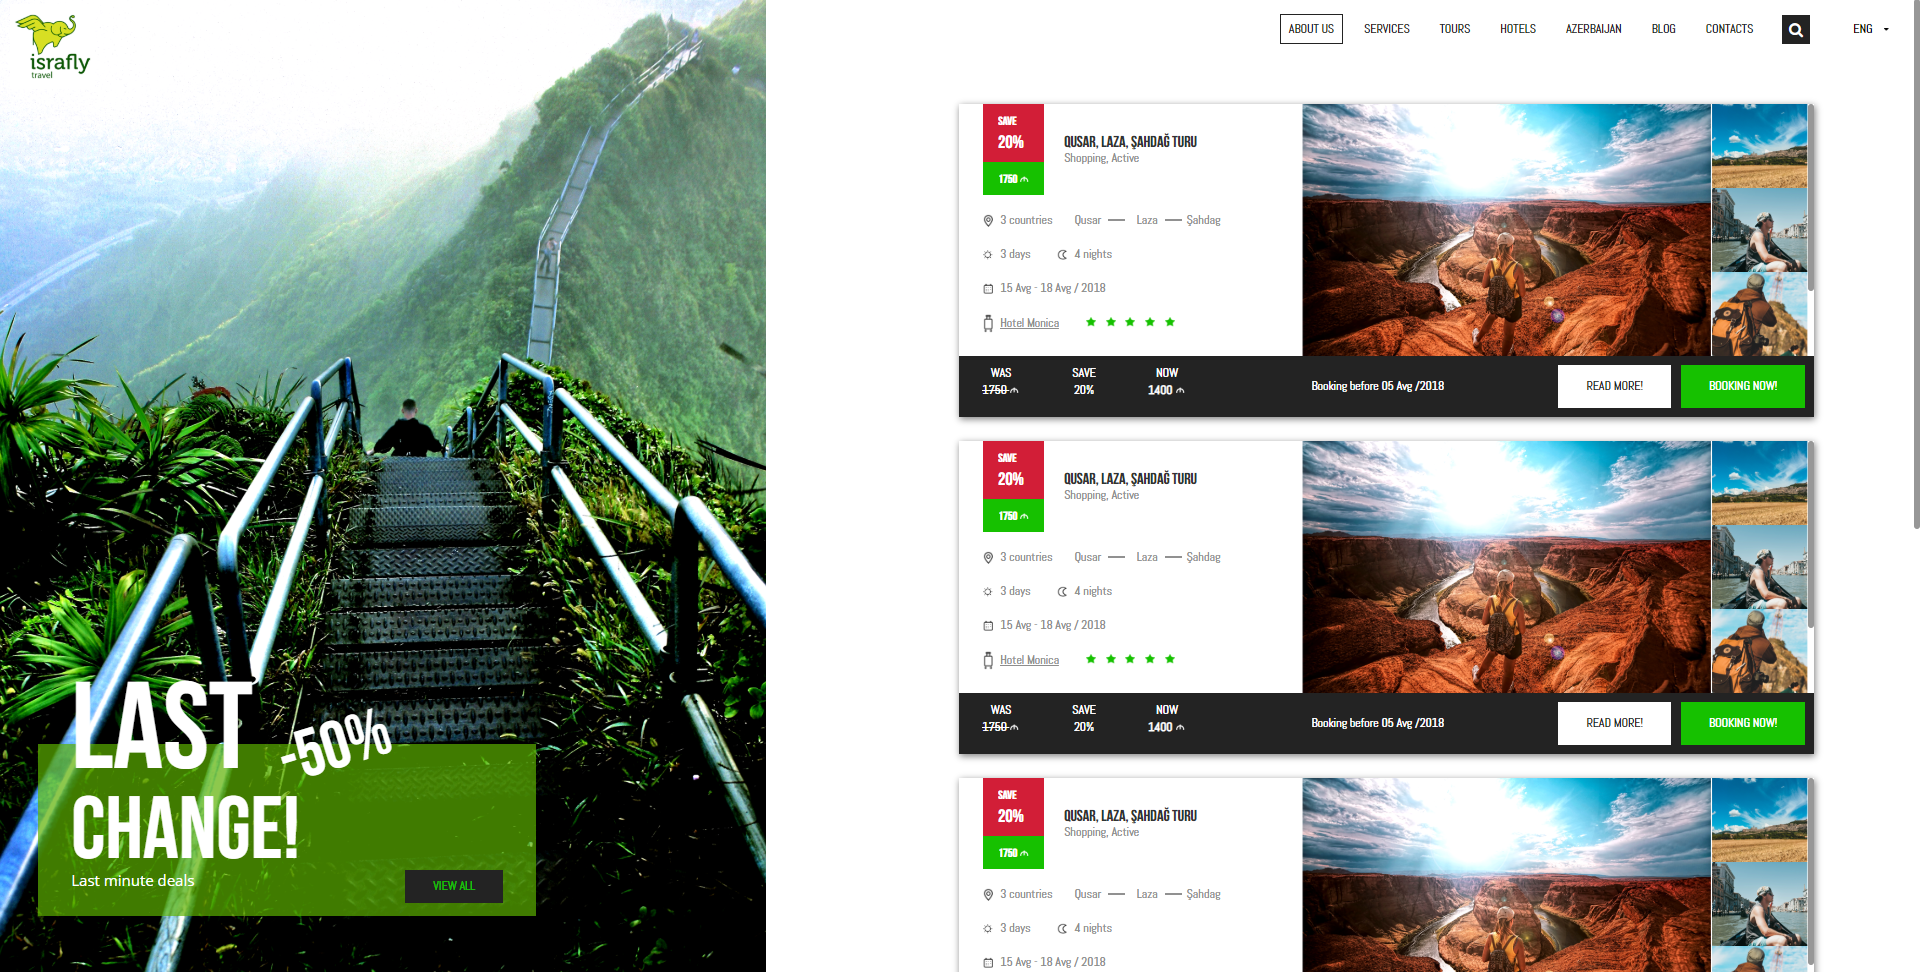 israfly
travel
ABOUT US
SERVICES
TOURS
HOTELS
AZERBAIJAN
BLOG
CONTACTS
ENG
LAST
-50%
CHANGE!
Last minute deals
VIEW ALL
SAVE
20%
1750 ₼
QUSAR, LAZA, ŞAHDAĞ TURU
Shopping, Active
3 countries Qusar — Laza — Şahdag
3 days 4 nights
15 Avg - 18 Avg / 2018
Hotel Monica
WAS SAVE NOW
1750 ₼ 20% 1400 ₼
Booking before 05 Avg /2018
READ MORE!
BOOKING NOW!
SAVE
20%
1750 ₼
QUSAR, LAZA, ŞAHDAĞ TURU
Shopping, Active
3 countries Qusar — Laza — Şahdag
3 days 4 nights
15 Avg - 18 Avg / 2018
Hotel Monica
WAS SAVE NOW
1750 ₼ 20% 1400 ₼
Booking before 05 Avg /2018
READ MORE!
BOOKING NOW!
SAVE
20%
1750 ₼
QUSAR, LAZA, ŞAHDAĞ TURU
Shopping, Active
3 countries Qusar — Laza — Şahdag
3 days 4 nights
15 Avg - 18 Avg / 2018